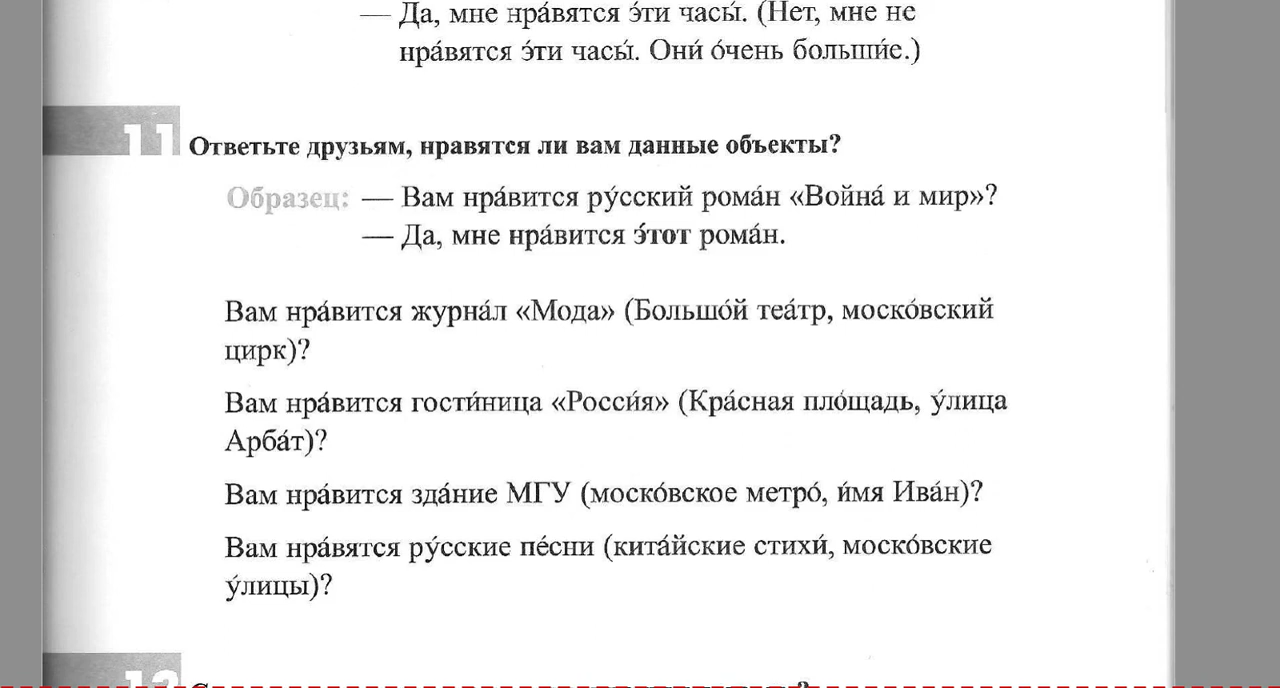 — Да, мне нра́вятся э́ти часы́. (Нет, мне не
нра́вятся э́ти часы́. Они́ о́чень больши́е.)
11 Ответьте друзьям, нравятся ли вам данные объекты?
Образец: — Вам нра́вится ру́сский рома́н «Война́ и мир»?
— Да, мне нра́вится э́тот рома́н.
Вам нра́вится журна́л «Мода» (Большо́й теа́тр, моско́вский
цирк)?
Вам нра́вится гости́ница «Росси́я» (Кра́сная пло́щадь, у́лица
Арба́т)?
Вам нра́вится зда́ние МГУ (моско́вское метро́, и́мя Ива́н)?
Вам нра́вятся ру́сские пе́сни (кита́йские стихи́, моско́вские
у́лицы)?
12